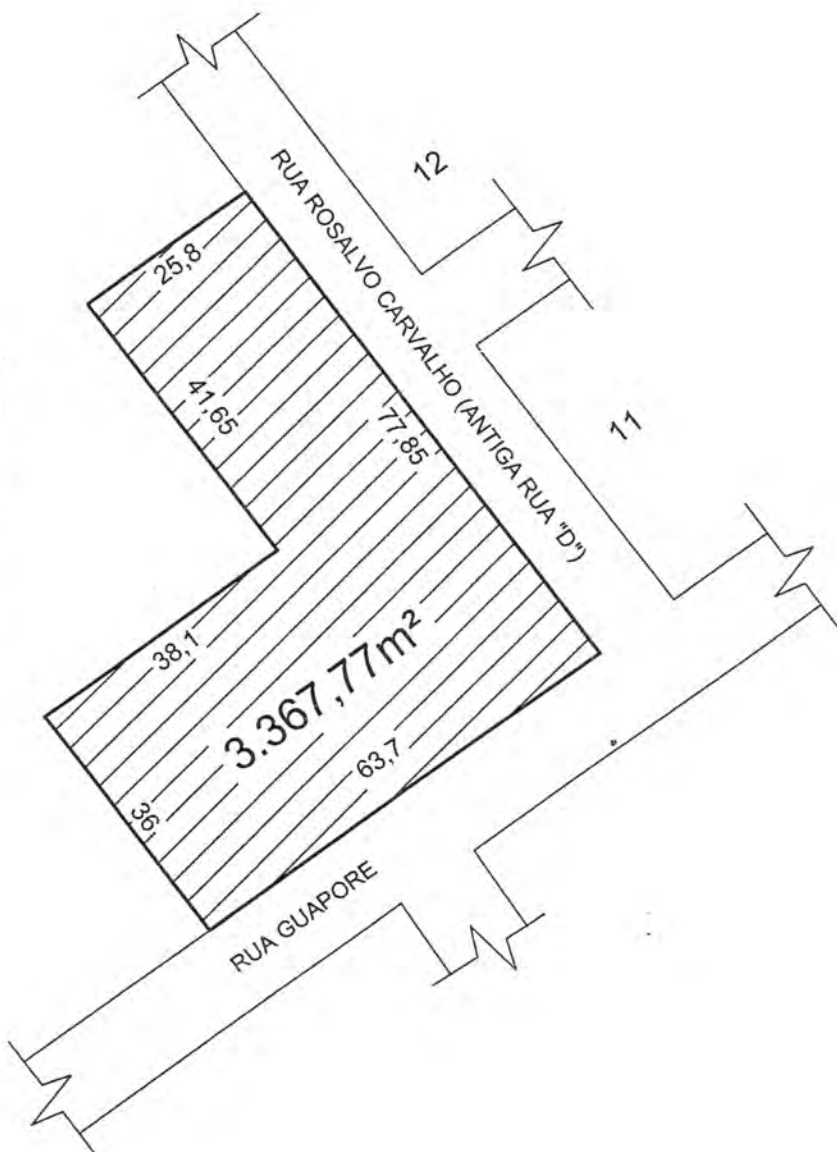 12
RUA ROSALVO CARVALHO (ANTIGA RUA "D")
25,8
41,65
77,85
11
38,1
3.367,77m²
63,7
36
RUA GUAPORE